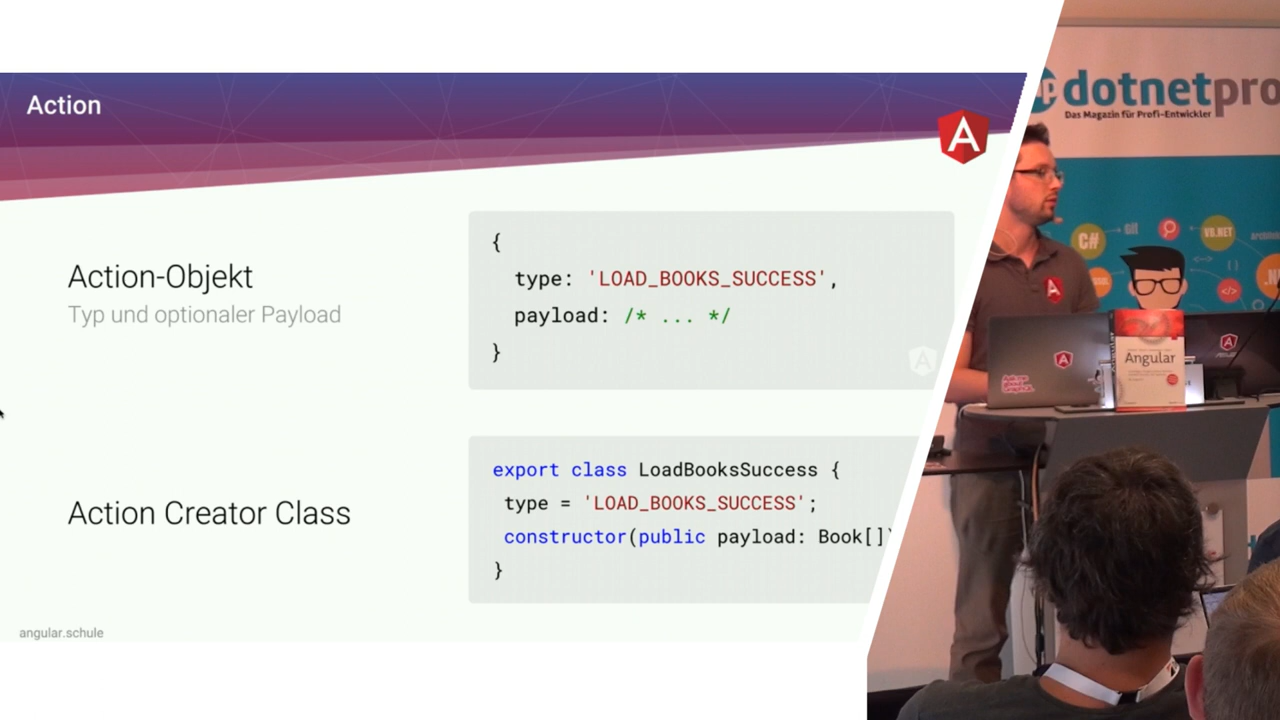 Action
Action-Objekt
Typ und optionaler Payload
{
type: 'LOAD_BOOKS_SUCCESS',
payload: /* ... */
}
Action Creator Class
export class LoadBooksSuccess {
type = 'LOAD_BOOKS_SUCCESS';
constructor(public payload: Book[]
}
angular.schule
dotnetpro
Das Magazin für Profi-Entwickler
C#
Git
VB.NET
</>
Angular